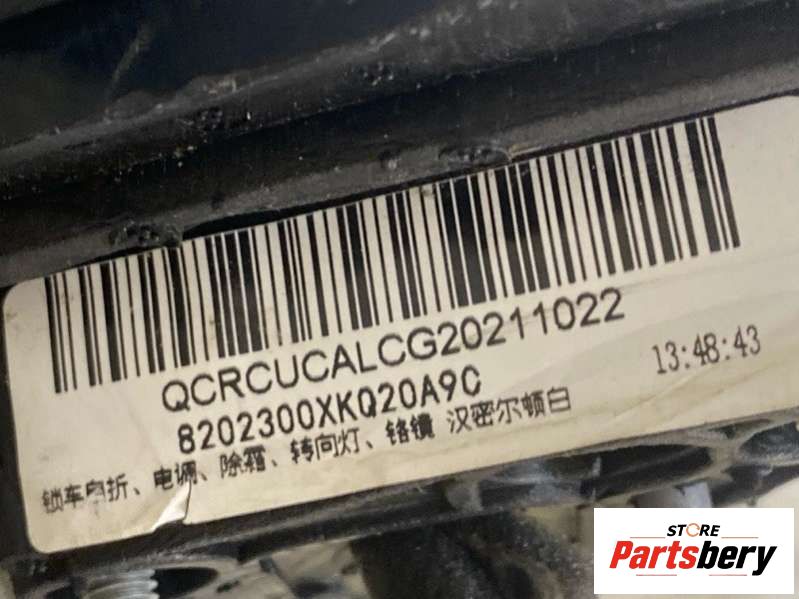 QCRCUCALCG20211022
8202300XKQ20A9C
13:48:43
锁车自折、电调、除霜、转向灯、铬镜 汉密尔顿白
STORE
Partsbery